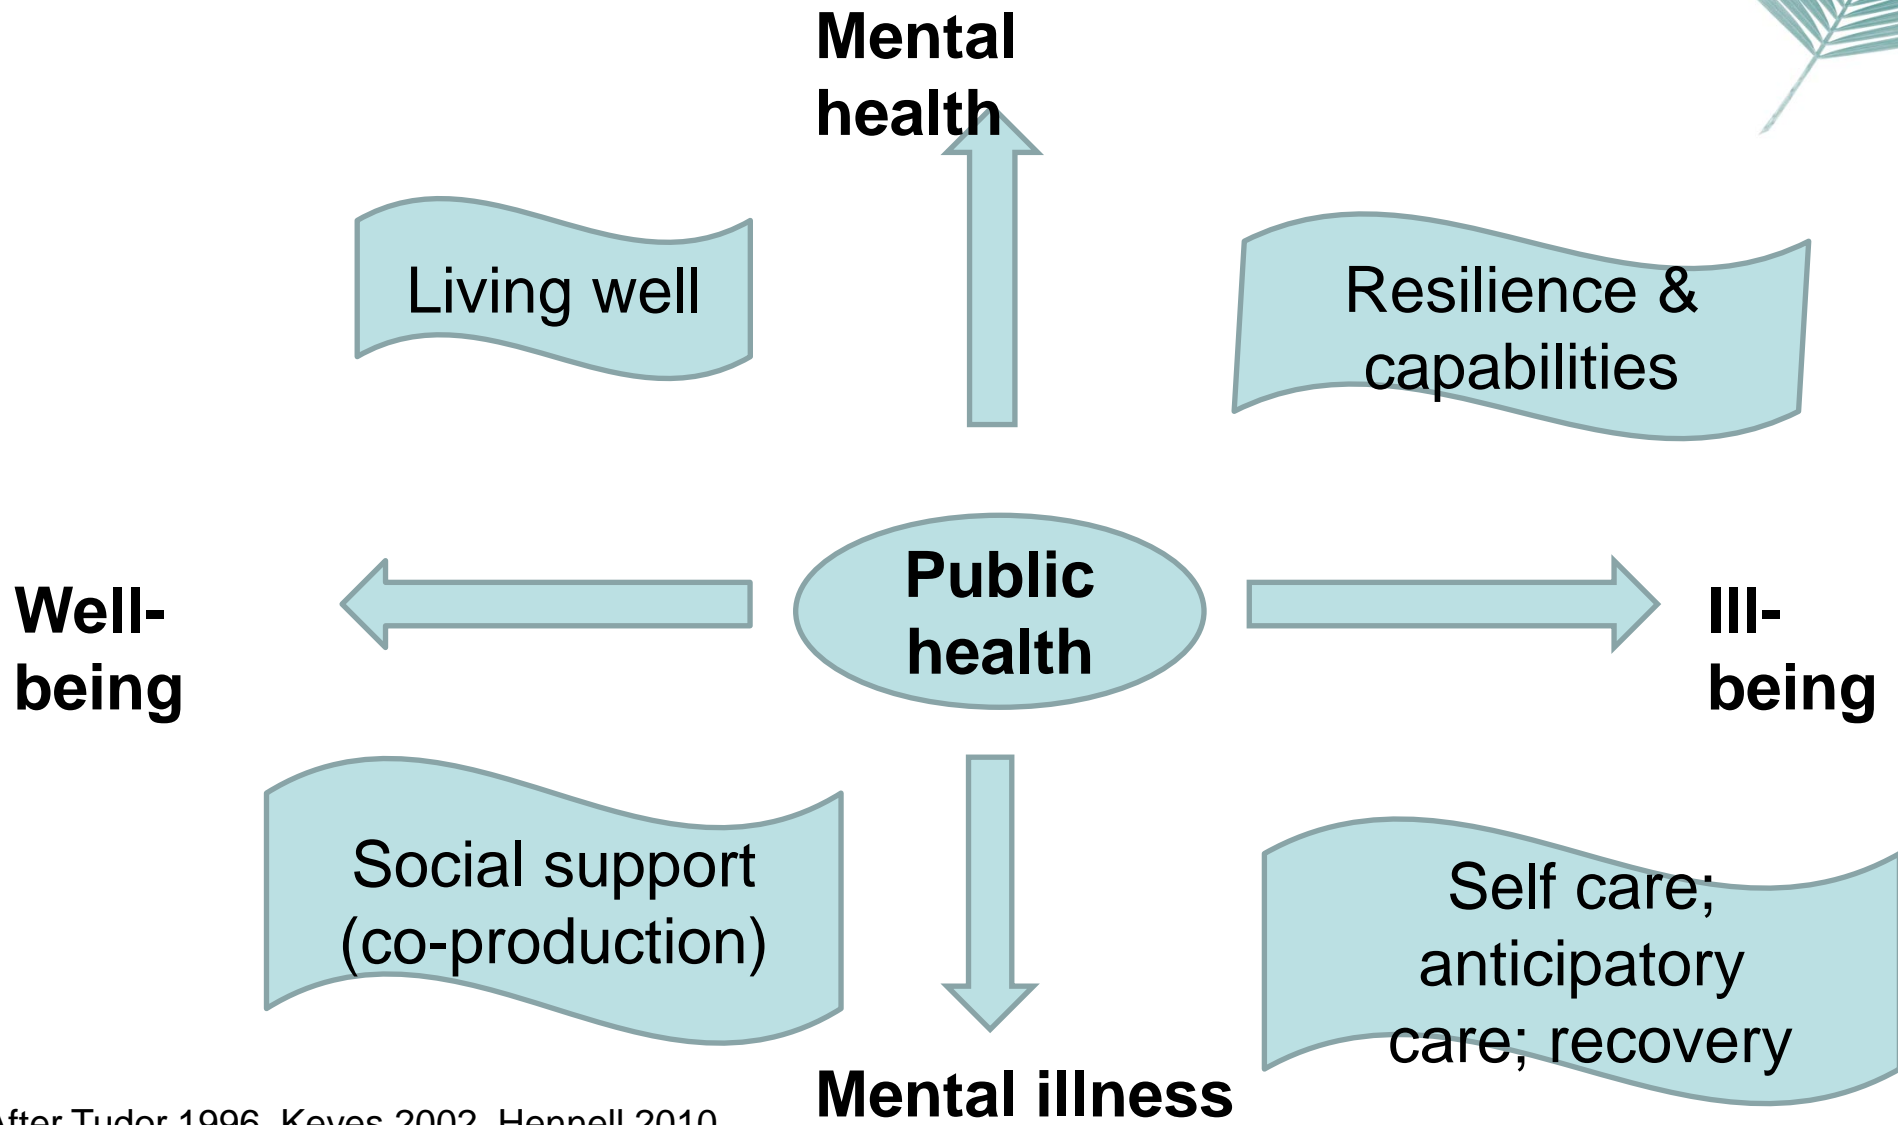 Mental
health
Living well
Resilience &
capabilities
Public
health
Well-
being
Ill-
being
Social support
(co-production)
Self care;
anticipatory
care; recovery
Mental illness
After Tudor 1996, Keyes 2002, Hennell 2010